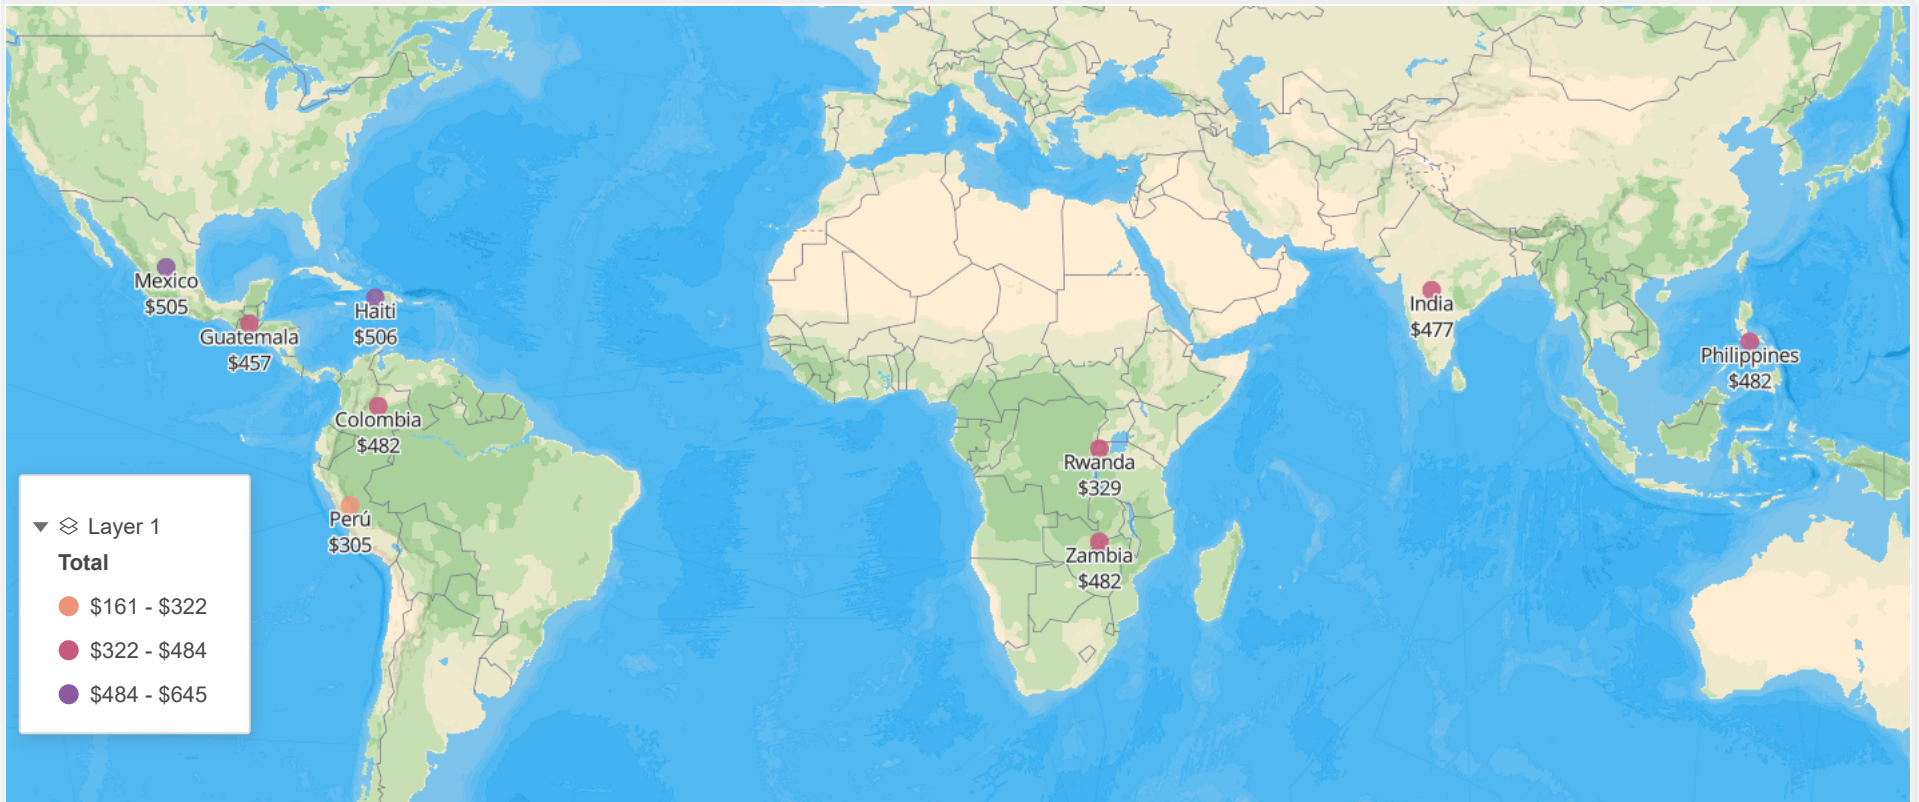 Mexico
$505
Haiti
$506
Guatemala
$457
India
$477
Philippines
$482
Colombia
$482
Rwanda
$329
Perú
$305
Zambia
$482
Layer 1
Total
$161 - $322
$322 - $484
$484 - $645